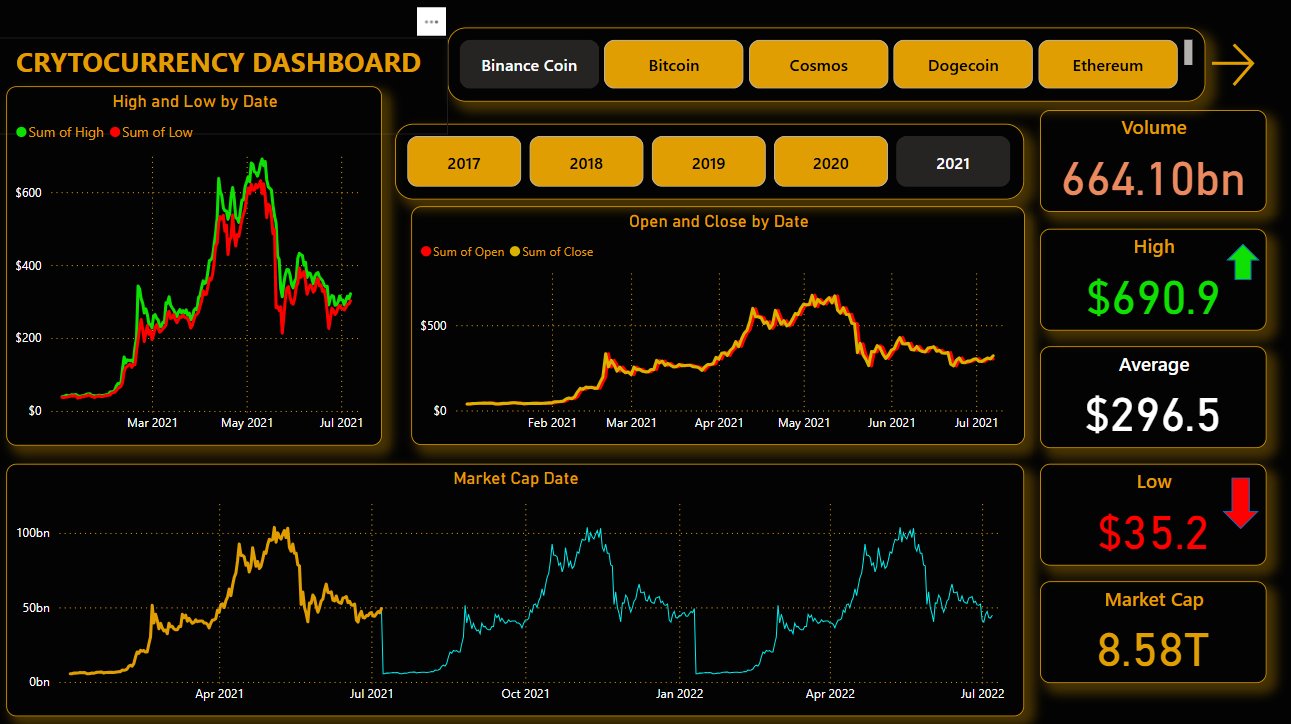 CRYTOCURRENCY DASHBOARD
Binance Coin
Bitcoin
Cosmos
Dogecoin
Ethereum
2017
2018
2019
2020
2021
High and Low by Date
Sum of High Sum of Low
$600
$400
$200
$0
Mar 2021
May 2021
Jul 2021
Open and Close by Date
Sum of Open Sum of Close
$500
$0
Feb 2021
Mar 2021
Apr 2021
May 2021
Jun 2021
Jul 2021
Volume
664.10bn
High
$690.9
Average
$296.5
Low
$35.2
Market Cap
8.58T
Market Cap Date
100bn
50bn
0bn
Apr 2021
Jul 2021
Oct 2021
Jan 2022
Apr 2022
Jul 2022